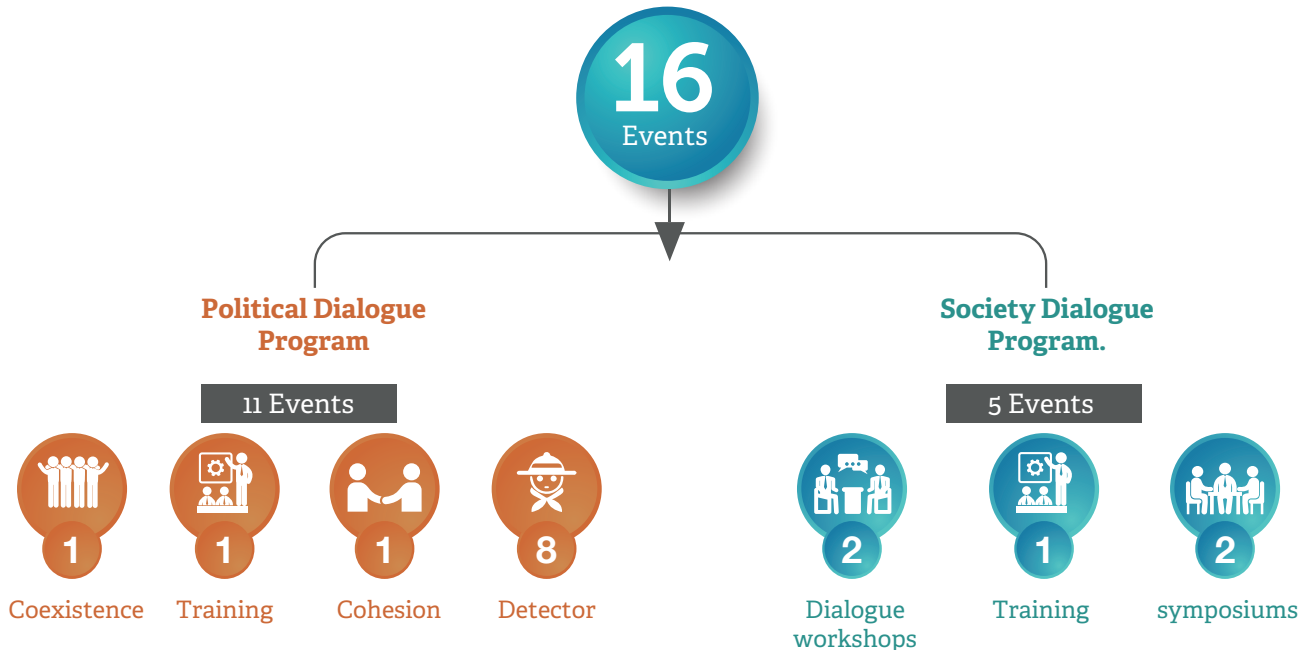 16
Events
Political Dialogue
Program
11 Events
1
Coexistence
1
Training
1
Cohesion
8
Detector
Society Dialogue
Program.
5 Events
2
Dialogue
workshops
1
Training
2
symposiums